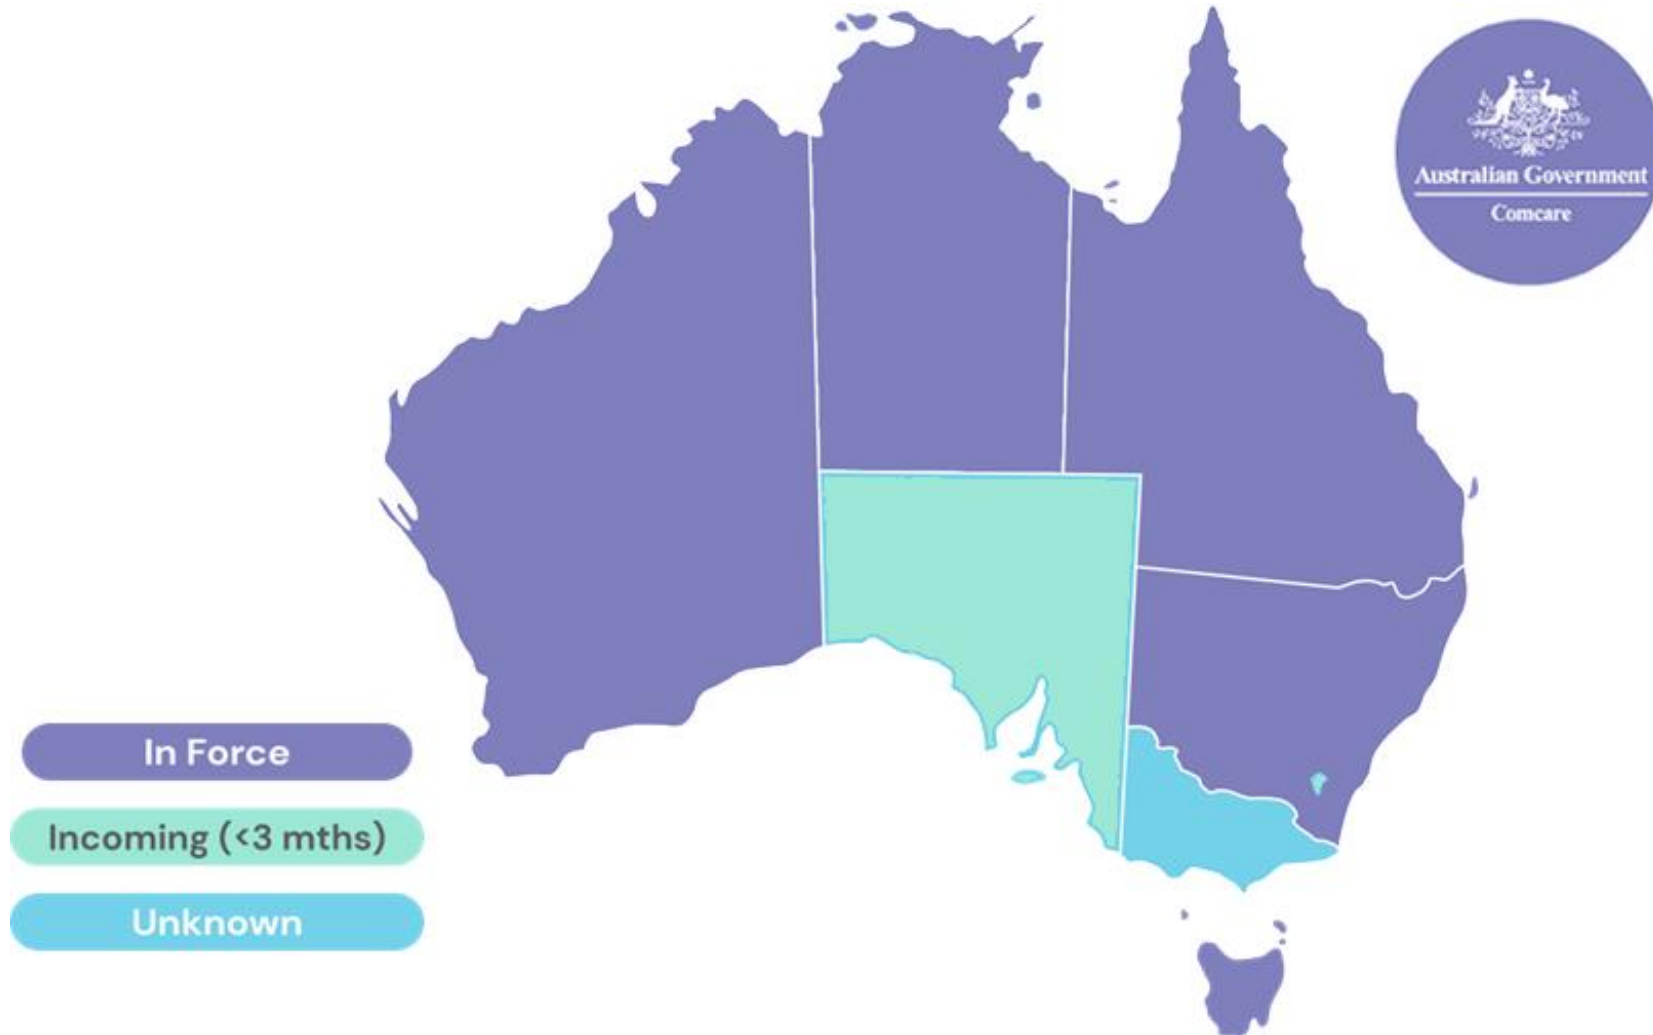 Australian Government
Comcare
In Force
Incoming (<3 mths)
Unknown